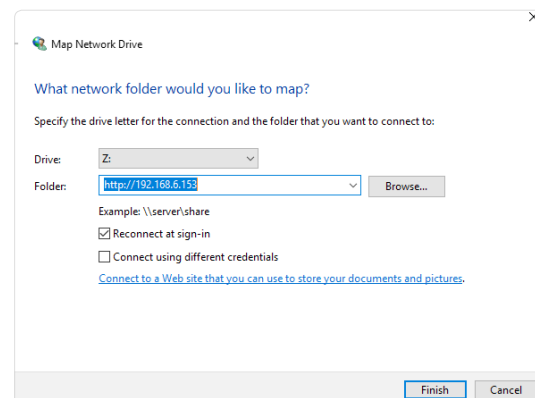 Map Network Drive
What network folder would you like to map?
Specify the drive letter for the connection and the folder that you want to connect to:
Drive: Z:
Folder: http://192.168.6.153 Browse...
Example: \\server\share
Reconnect at sign-in
Connect using different credentials
Connect to a Web site that you can use to store your documents and pictures.
Finish Cancel